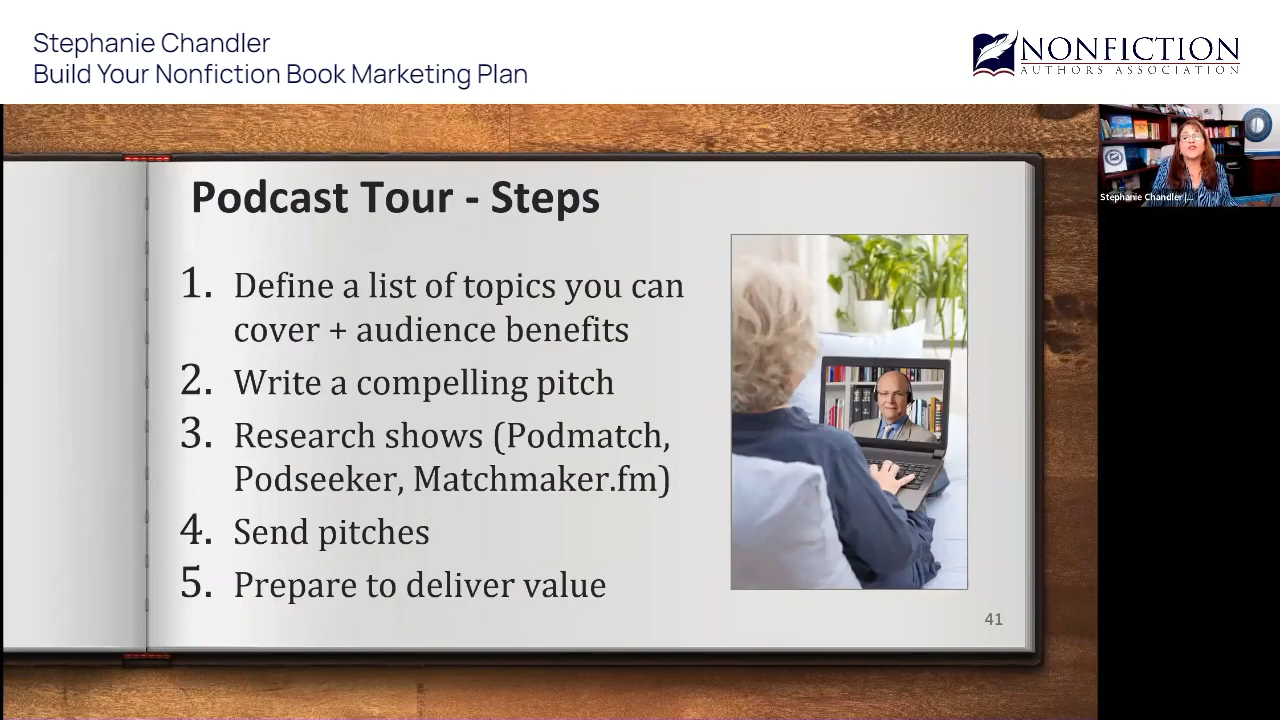 Stephanie Chandler
Build Your Nonfiction Book Marketing Plan
NONFICTION
AUTHORS ASSOCIATION
Stephanie Chandler |...
Podcast Tour - Steps
1. Define a list of topics you can
cover + audience benefits
2. Write a compelling pitch
3. Research shows (Podmatch,
Podseeker, Matchmaker.fm)
4. Send pitches
5. Prepare to deliver value
41